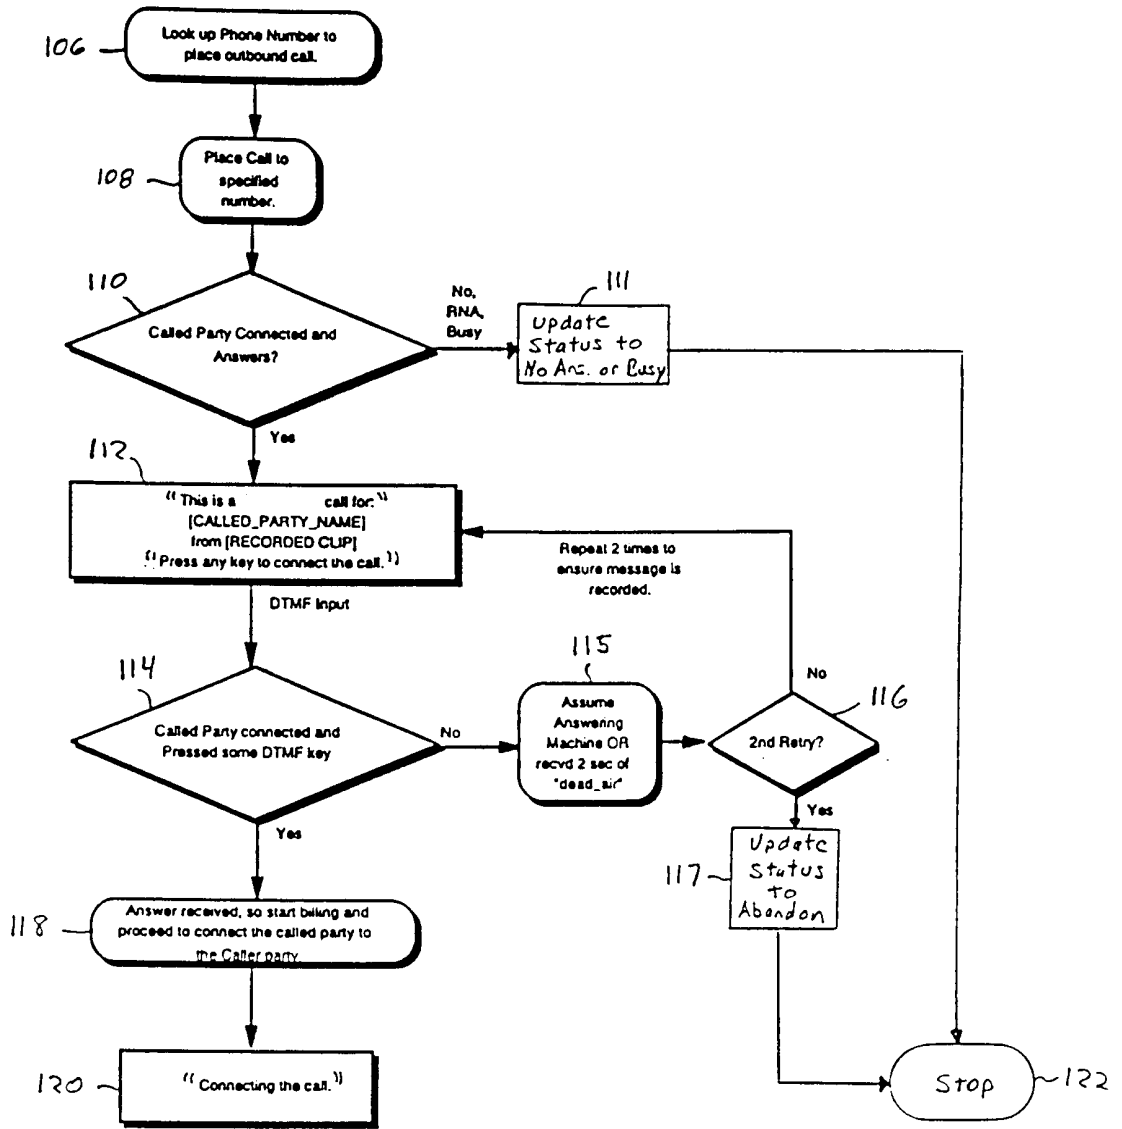 106
Look up Phone Number to
place outbound call.
108
Place Call to
specified
number.
110
Called Party Connected and
Answers?
No,
RNA,
Busy
111
Update
Status to
No Ans. or Busy
Yes
112
"This is a call for:"
[CALLED_PARTY_NAME]
from [RECORDED CLIP]
"Press any key to connect the call."
Repeat 2 times to
ensure message is
recorded.
DTMF Input
114
Called Party connected and
Pressed some DTMF key
No
115
Assume
Answering
Machine OR
recvd 2 sec of
"dead_air"
No
116
2nd Retry?
Yes
117
Update
Status
to
Abandon
Yes
118
Answer received, so start billing and
proceed to connect the called party to
the Caller party.
120
"Connecting the call."
Stop
122